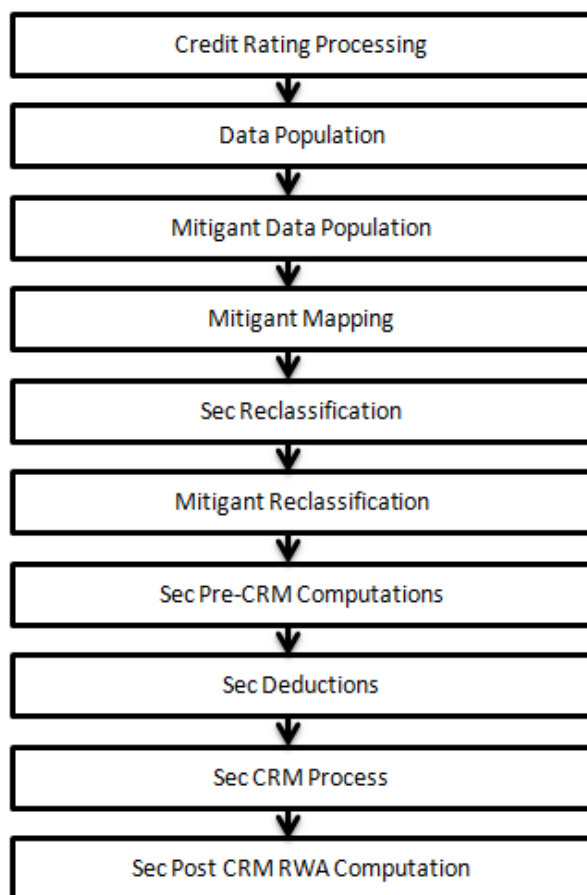 Credit Rating Processing
Data Population
Mitigant Data Population
Mitigant Mapping
Sec Reclassification
Mitigant Reclassification
Sec Pre-CRM Computations
Sec Deductions
Sec CRM Process
Sec Post CRM RWA Computation